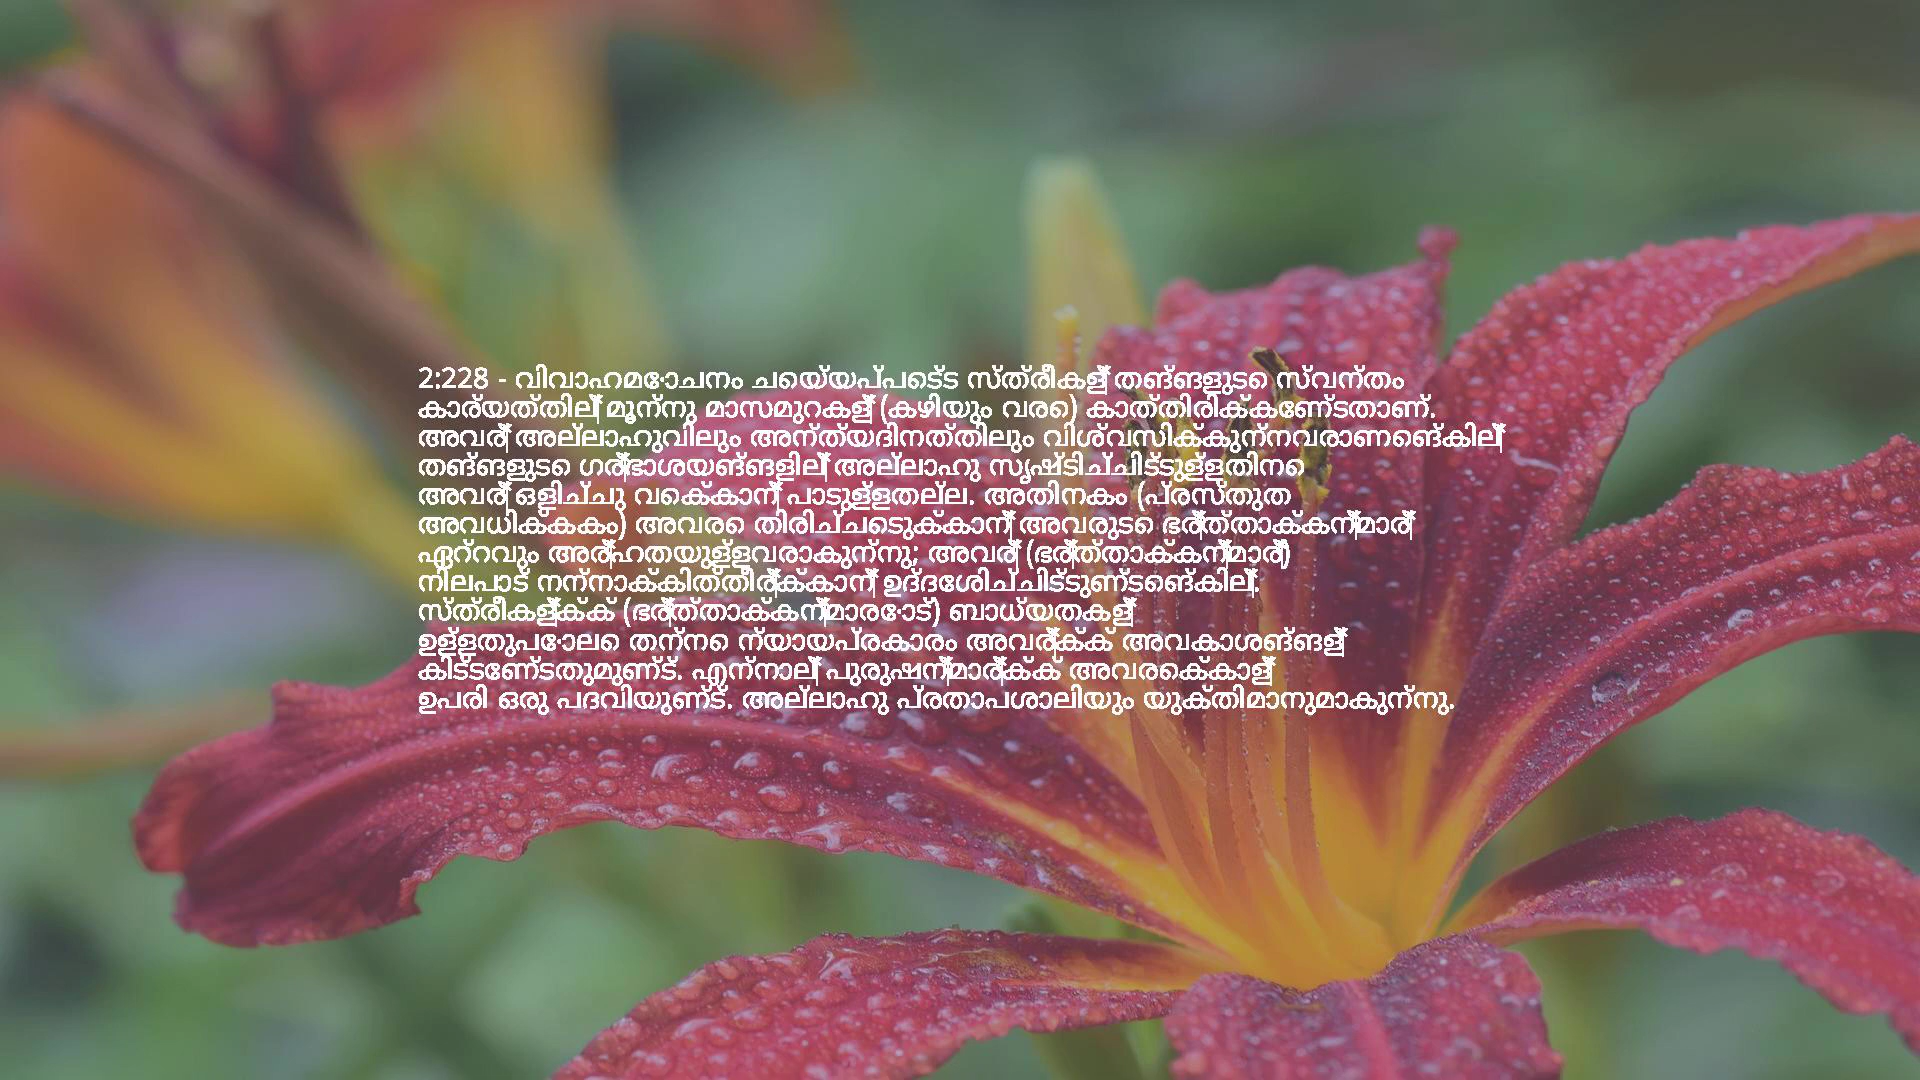 2:228 - വിവാഹമോചനം ചെയ്യപ്പെട്ട സ്ത്രീകള്‍ തങ്ങളുടെ സ്വന്തം
കാര്യത്തില്‍ മൂന്നു മാസമുറകള്‍ (കഴിയും വരെ) കാത്തിരിക്കേണ്ടതാണ്.
അവര്‍ അല്ലാഹുവിലും അന്ത്യദിനത്തിലും വിശ്വസിക്കുന്നവരാണെങ്കില്‍
തങ്ങളുടെ ഗര്‍ഭാശയങ്ങളില്‍ അല്ലാഹു സൃഷ്ടിച്ചിട്ടുള്ളതിനെ
അവര്‍ ഒളിച്ചു വെക്കാന്‍ പാടുള്ളതല്ല. അതിനകം (പ്രസ്തുത
അവധിക്കകം) അവരെ തിരിച്ചെടുക്കാന്‍ അവരുടെ ഭര്‍ത്താക്കന്‍മാര്‍
ഏറ്റവും അര്‍ഹതയുള്ളവരാകുന്നു; അവര്‍ (ഭര്‍ത്താക്കന്‍മാര്‍)
നിലപാട് നന്നാക്കിത്തീര്‍ക്കാന്‍ ഉദ്ദേശിച്ചിട്ടുണ്ടെങ്കില്‍.
സ്ത്രീകള്‍ക്ക് (ഭര്‍ത്താക്കന്‍മാരോട്) ബാധ്യതകള്‍
ഉള്ളതുപോലെ തന്നെ ന്യായപ്രകാരം അവര്‍ക്ക് അവകാശങ്ങള്‍
കിട്ടേണ്ടതുമുണ്ട്. എന്നാല്‍ പുരുഷന്‍മാര്‍ക്ക് അവരെക്കാള്‍
ഉപരി ഒരു പദവിയുണ്ട്. അല്ലാഹു പ്രതാപശാലിയും യുക്തിമാനുമാകുന്നു.